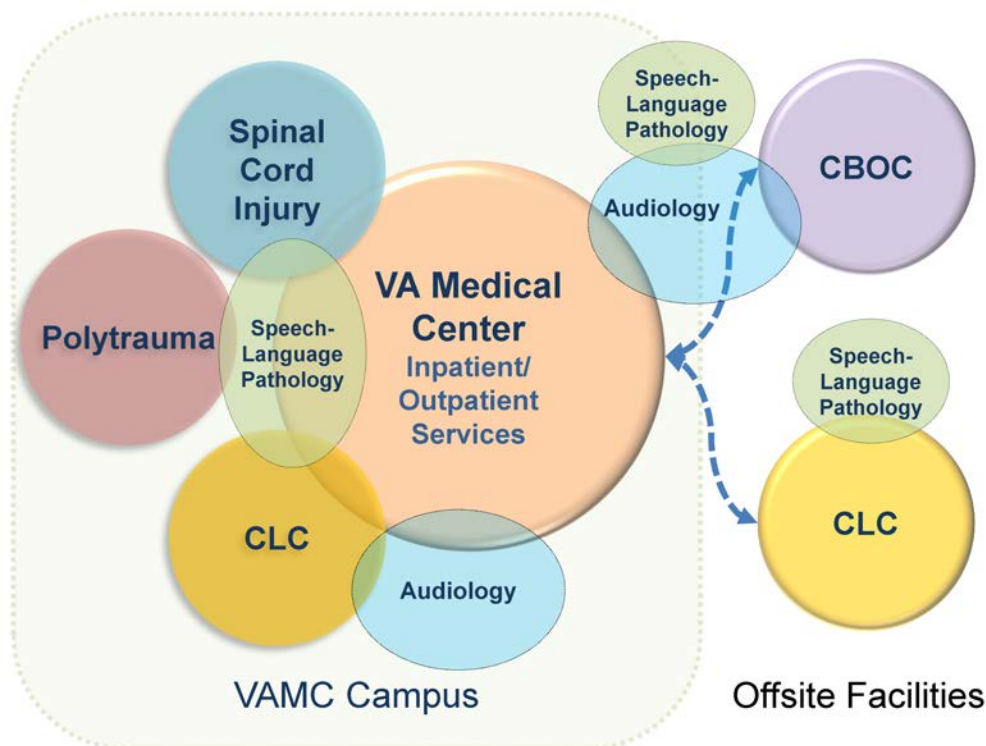 Speech-
Language
Pathology
Spinal
Cord
Injury
CBOC
Audiology
VA Medical
Center
Inpatient/
Outpatient
Services
Polytrauma
Speech-
Language
Pathology
Speech-
Language
Pathology
CLC
CLC
Audiology
VAMC Campus
Offsite Facilities